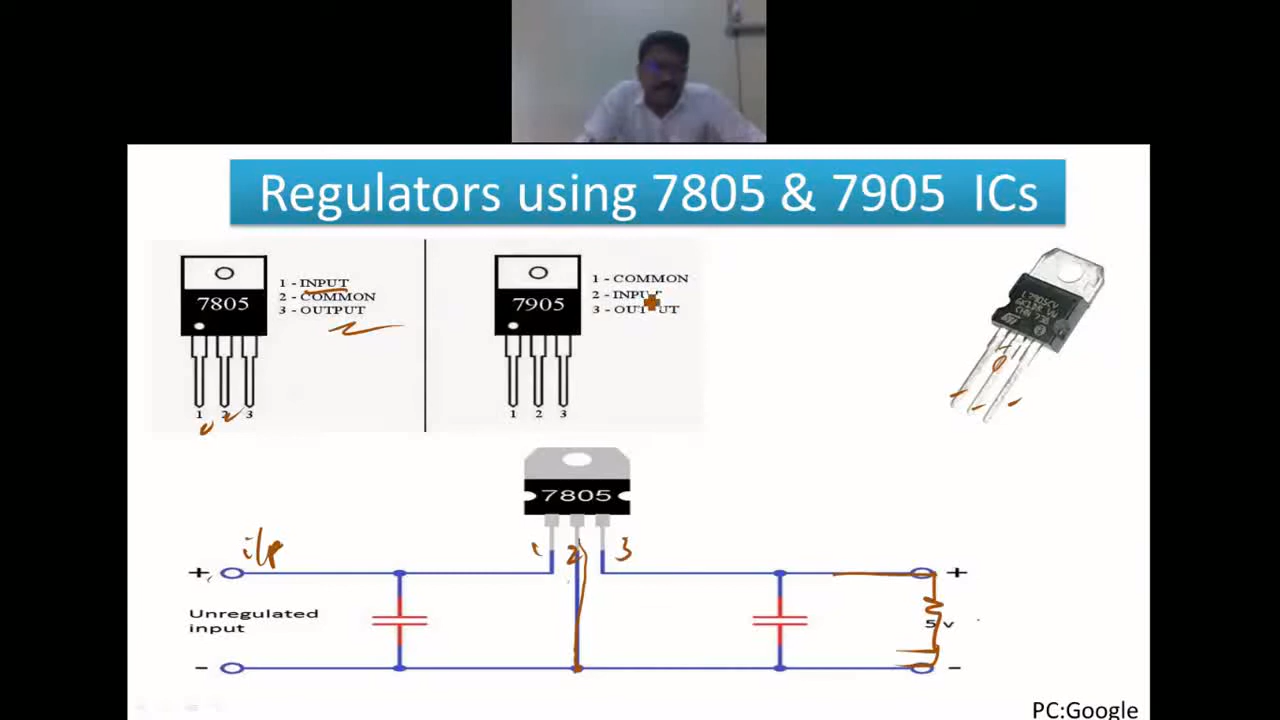 Regulators using 7805 & 7905 ICs
7805
1 - INPUT
2 - COMMON
3 - OUTPUT
1 2 3
7905
1 - COMMON
2 - INPUT
3 - OUTPUT
1 2 3
7805
i/p
1 2 3
+ +
Unregulated
input
5 v
- -
PC:Google